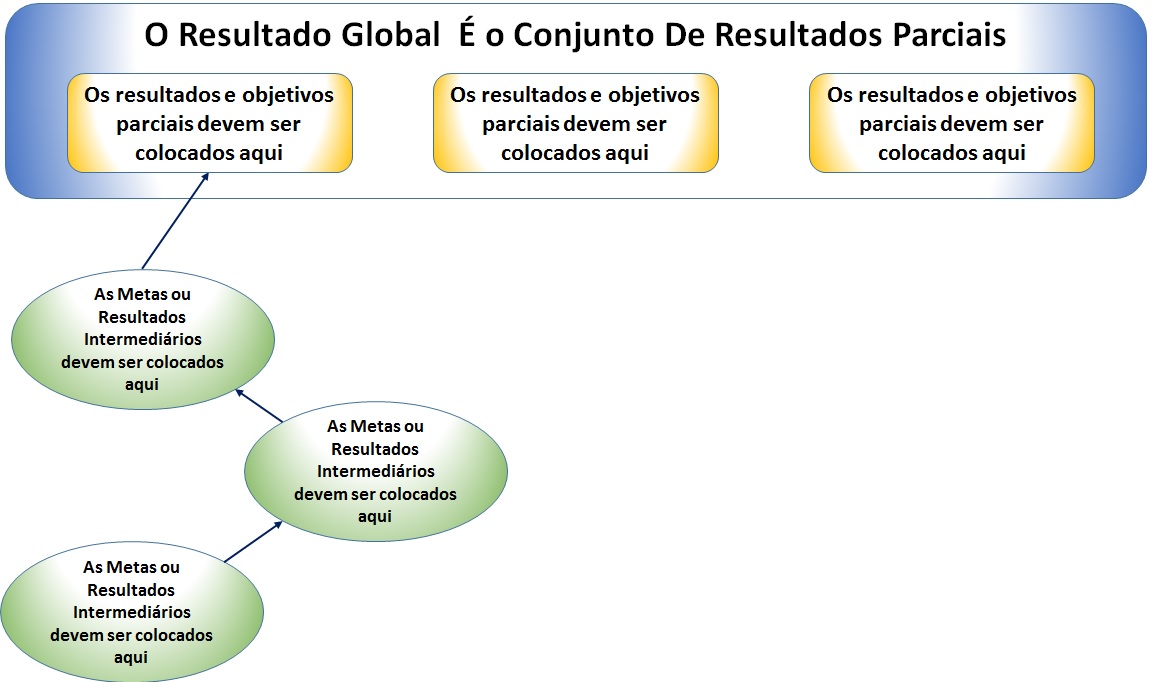 O Resultado Global  É o Conjunto De Resultados Parciais
Os resultados e objetivos
parciais devem ser
colocados aqui
Os resultados e objetivos
parciais devem ser
colocados aqui
Os resultados e objetivos
parciais devem ser
colocados aqui
As Metas ou
Resultados
Intermediários
devem ser colocados
aqui
As Metas ou
Resultados
Intermediários
devem ser colocados
aqui
As Metas ou
Resultados
Intermediários
devem ser colocados
aqui